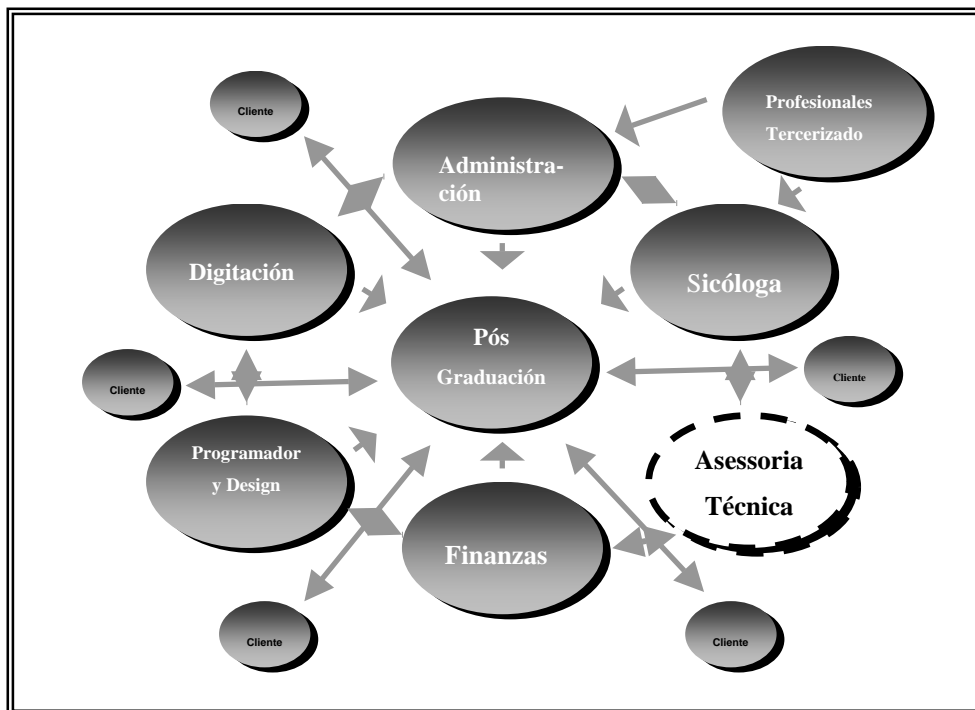 Cliente
Profesionales
Tercerizado
Administra-
ción
Digitación
Sicóloga
Pós
Graduación
Cliente
Cliente
Programador
y Design
Asessoria
Técnica
Finanzas
Cliente
Cliente